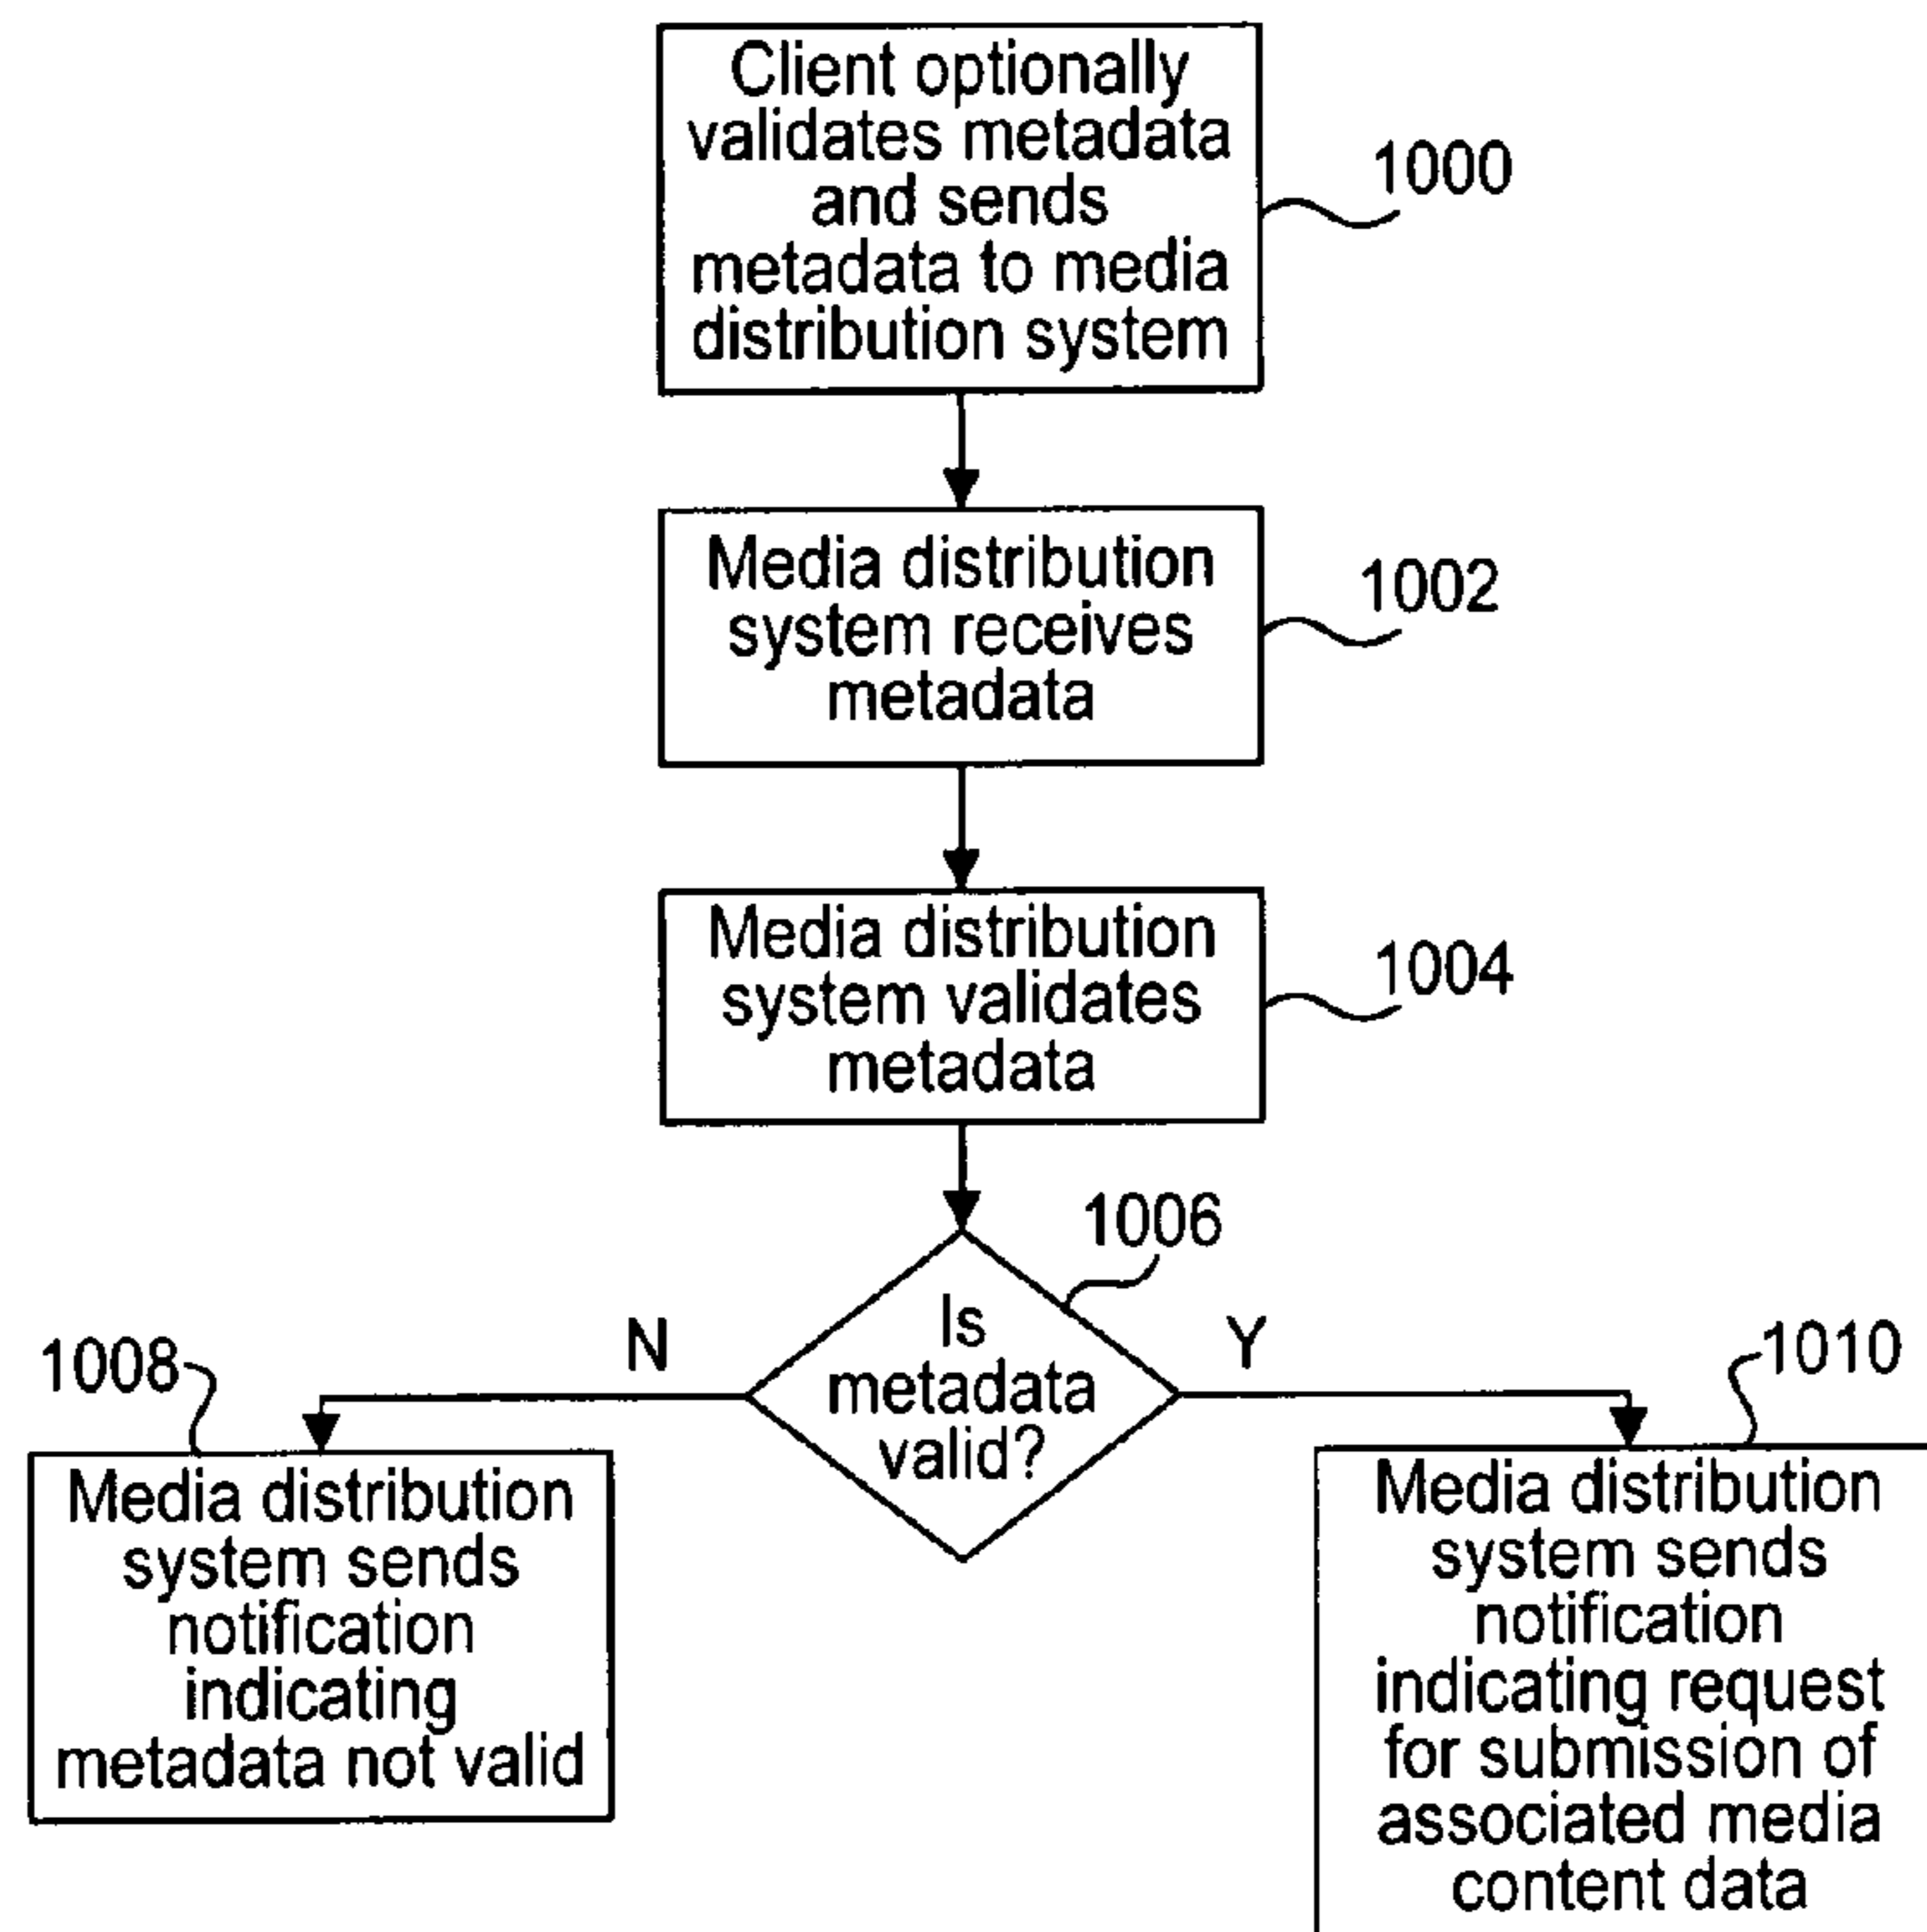 Client optionally
validates metadata
and sends
metadata to media
distribution system
1000
Media distribution
system receives
metadata
1002
Media distribution
system validates
metadata
1004
1006
Is
metadata
valid?
N
Y
1008
Media distribution
system sends
notification
indicating
metadata not valid
1010
Media distribution
system sends
notification
indicating request
for submission of
associated media
content data